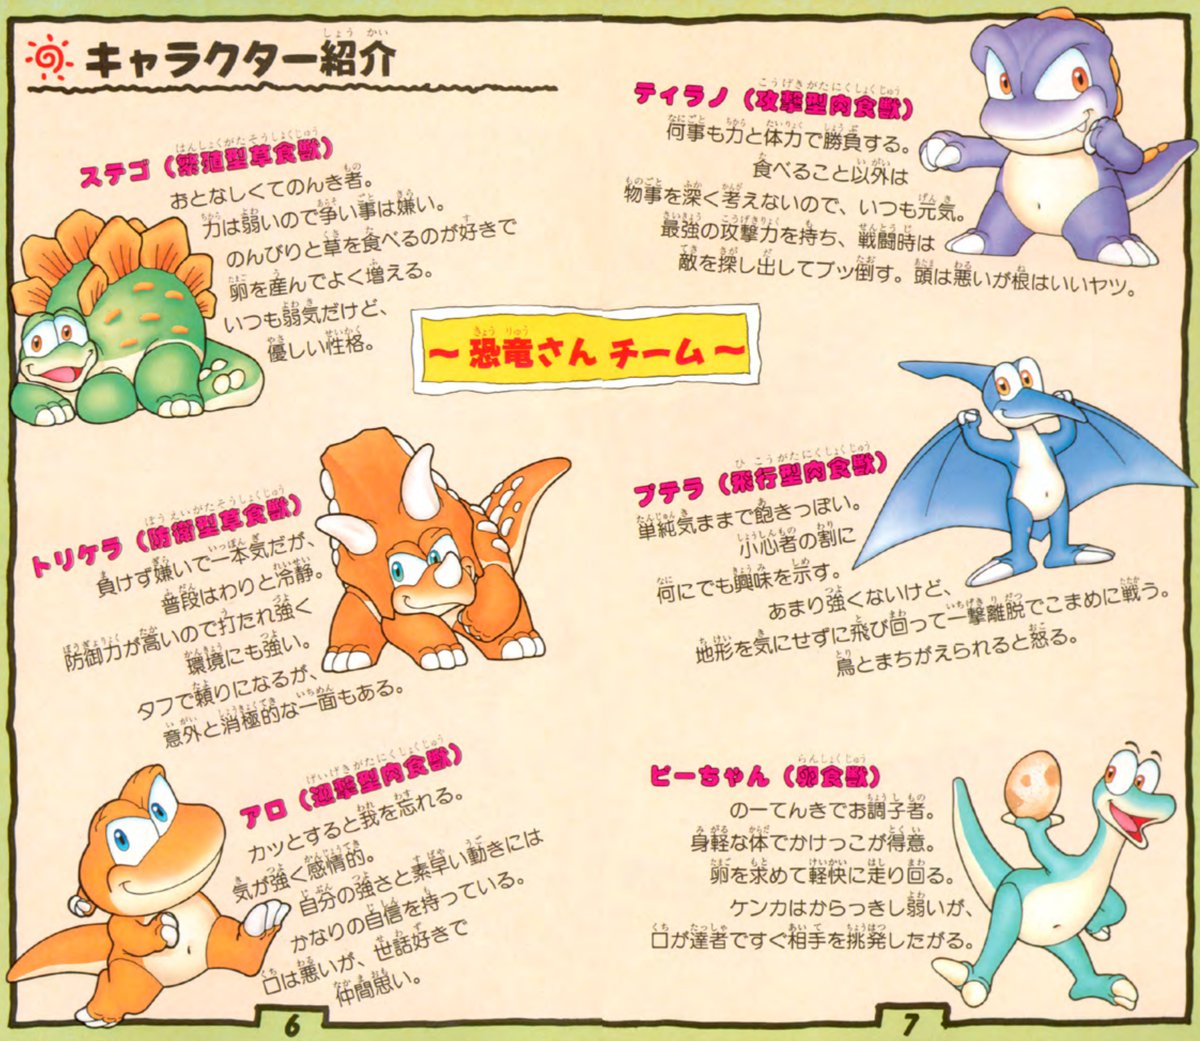 キャラクター紹介
ステゴ（繁殖型草食獣）
おとなしくてのんき者。
力は弱いので争い事は嫌い。
のんびりと草を食べるのが好きで
卵を産んでよく増える。
いつも弱気だけど、
優しい性格。
トリケラ（防衛型草食獣）
負けず嫌いで一本気だが、
普段はわりと冷静。
防御力が高いので打たれ強く
環境にも強い。
タフで頼りになるが、
意外と消極的な一面もある。
アロ（迎撃型肉食獣）
カッとすると我を忘れる。
気が強く感情的。
自分の強さと素早い動きには
かなりの自信を持っている。
口は悪いが、世話好きで
仲間思い。
6
～恐竜さん チーム～
ティラノ（攻撃型肉食獣）
何事も力と体力で勝負する。
食べること以外は
物事を深く考えないので、いつも元気。
最強の攻撃力を持ち、戦闘時は
敵を探し出してブッ倒す。頭は悪いが根はいいヤツ。
プテラ（飛行型肉食獣）
単純気ままで飽きっぽい。
小心者の割に
何にでも興味を示す。
あまり強くないけど、
地形を気にせずに飛び回って一撃離脱でこまめに戦う。
鳥とまちがえられると怒る。
ピーちゃん（卵食獣）
の一てんきでお調子者。
身軽な体でかけっこが得意。
卵を求めて軽快に走り回る。
ケンカはからっきし弱いが、
口が達者ですぐ相手を挑発したがる。
7